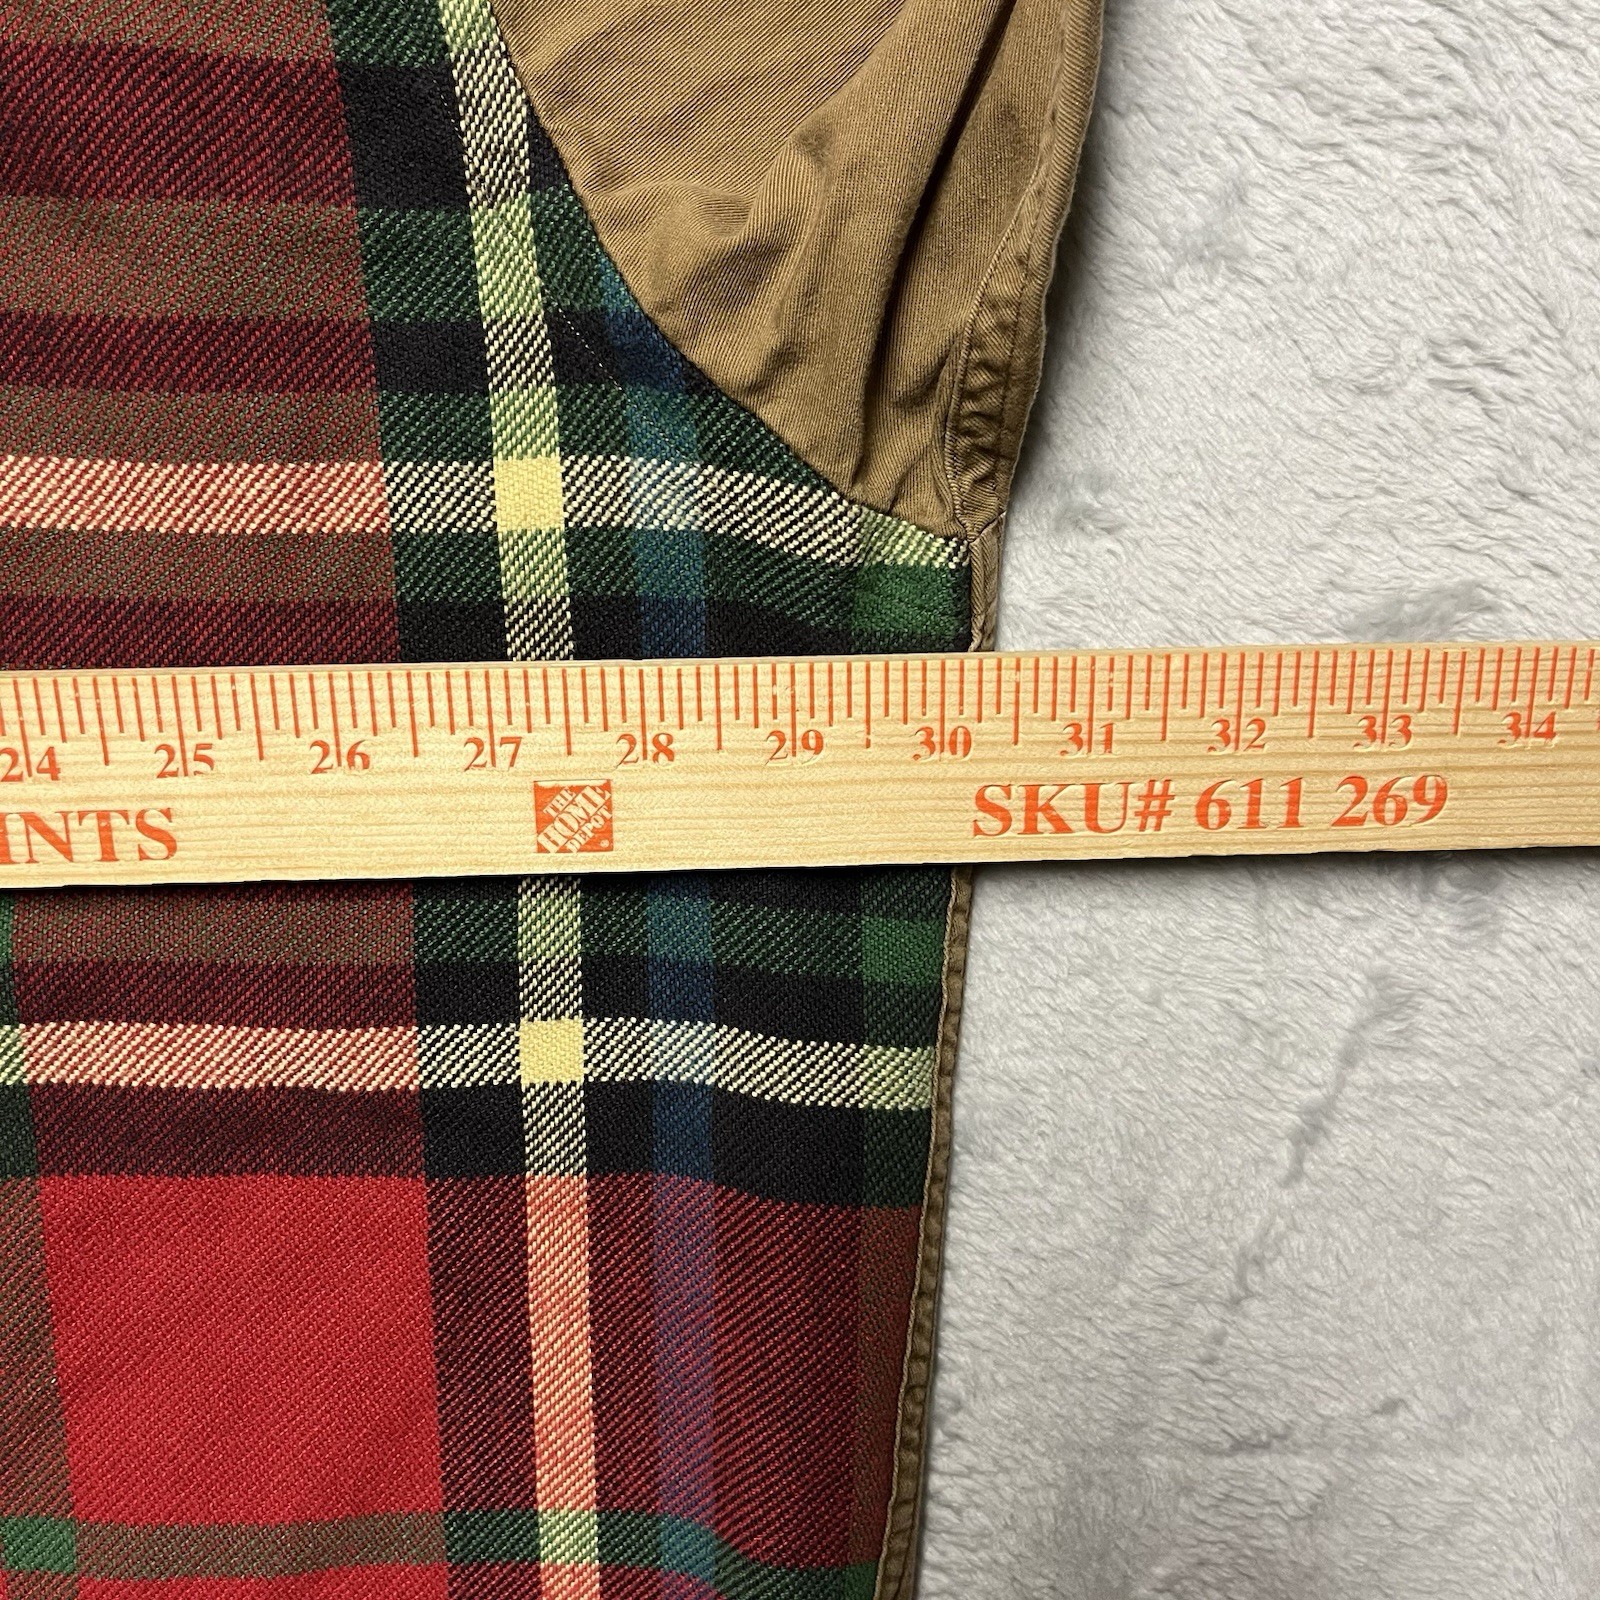 24 25 26 27 28 29 30 31 32 33 34
INTS
THE
HOME
DEPOT
SKU# 611 269